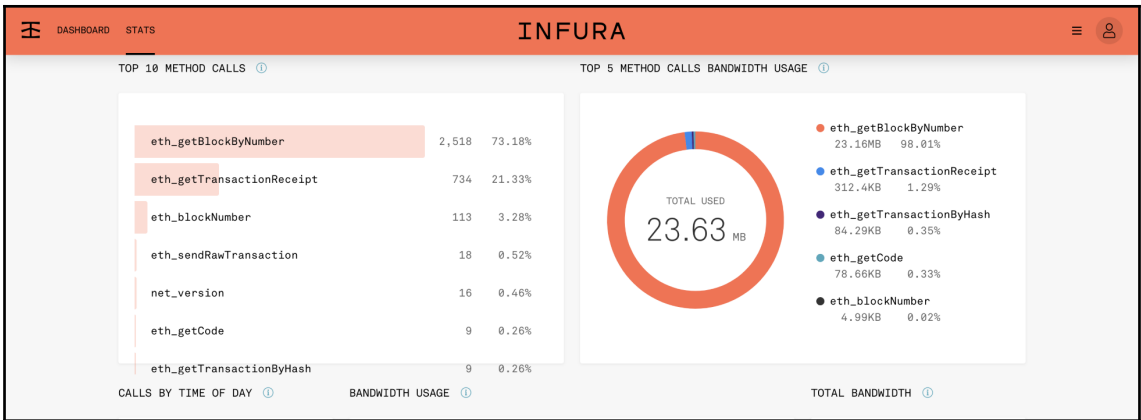 DASHBOARD STATS INFURA
TOP 10 METHOD CALLS
eth_getBlockByNumber 2,518 73.18%
eth_getTransactionReceipt 734 21.33%
eth_blockNumber 113 3.28%
eth_sendRawTransaction 18 0.52%
net_version 16 0.46%
eth_getCode 9 0.26%
eth_getTransactionByHash 9 0.26%
TOP 5 METHOD CALLS BANDWIDTH USAGE
TOTAL USED
23.63 MB
eth_getBlockByNumber
23.16MB 98.01%
eth_getTransactionReceipt
312.4KB 1.29%
eth_getTransactionByHash
84.29KB 0.35%
eth_getCode
78.66KB 0.33%
eth_blockNumber
4.99KB 0.02%
CALLS BY TIME OF DAY BANDWIDTH USAGE TOTAL BANDWIDTH